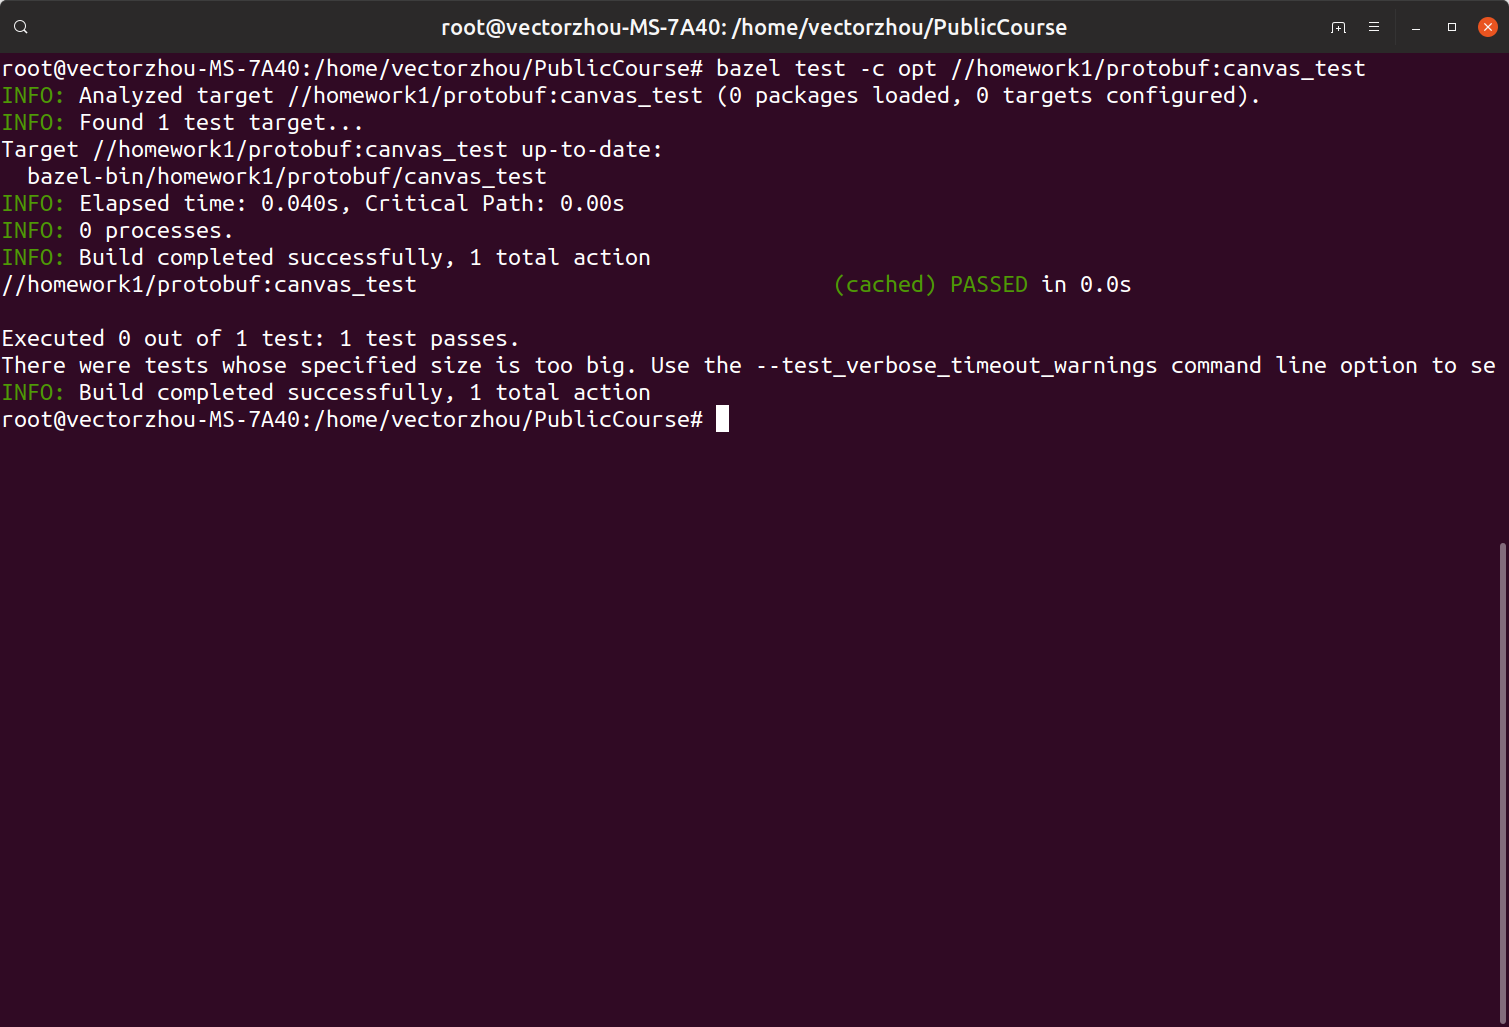 root@vectorzhou-MS-7A40: /home/vectorzhou/PublicCourse
root@vectorzhou-MS-7A40:/home/vectorzhou/PublicCourse# bazel test -c opt //homework1/protobuf:canvas_test
INFO: Analyzed target //homework1/protobuf:canvas_test (0 packages loaded, 0 targets configured).
INFO: Found 1 test target...
Target //homework1/protobuf:canvas_test up-to-date:
  bazel-bin/homework1/protobuf/canvas_test
INFO: Elapsed time: 0.040s, Critical Path: 0.00s
INFO: 0 processes.
INFO: Build completed successfully, 1 total action
//homework1/protobuf:canvas_test                                (cached) PASSED in 0.0s

Executed 0 out of 1 test: 1 test passes.
There were tests whose specified size is too big. Use the --test_verbose_timeout_warnings command line option to se
INFO: Build completed successfully, 1 total action
root@vectorzhou-MS-7A40:/home/vectorzhou/PublicCourse#